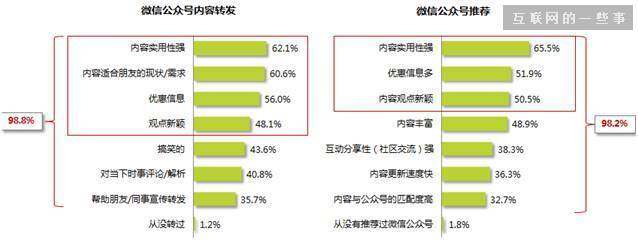 互联网的一些事
微信公众号内容转发
内容实用性强 62.1%
内容适合朋友的现状/需求 60.6%
优惠信息 56.0%
观点新颖 48.1%
搞笑的 43.6%
对当下时事评论/解析 40.8%
帮助朋友/同事宣传转发 35.7%
从没转过 1.2%
98.8%
微信公众号推荐
内容实用性强 65.5%
优惠信息多 51.9%
内容观点新颖 50.5%
内容丰富 48.9%
互动分享性（社区交流）强 38.3%
内容更新速度快 36.3%
内容与公众号的匹配度高 32.7%
从没有推荐过微信公众号 1.8%
98.2%